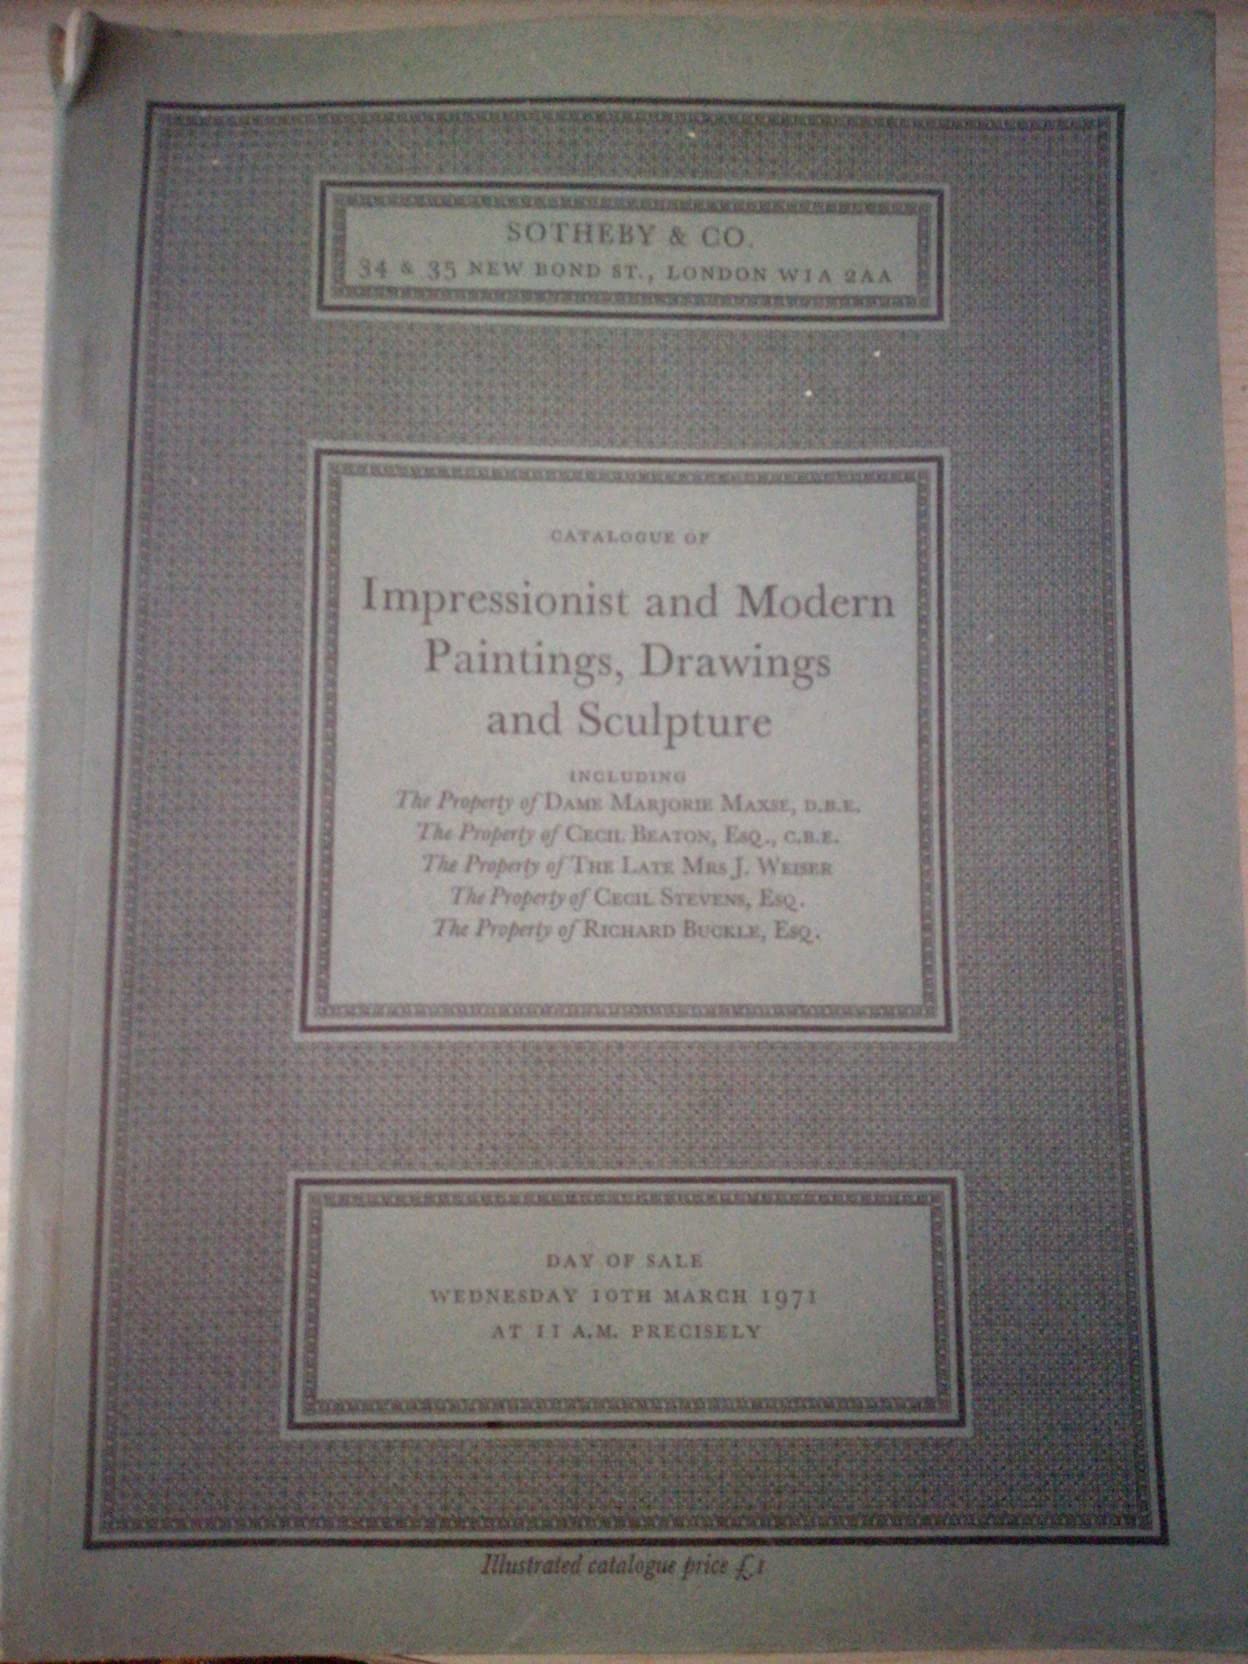 SOTHEBY & CO.
34 & 35 NEW BOND ST., LONDON W1A 2AA
CATALOGUE OF
Impressionist and Modern
Paintings, Drawings
and Sculpture
INCLUDING
The Property of DAME MARJORIE MAXSE, D.B.E.
The Property of CECIL BEATON, ESQ., C.B.E.
The Property of THE LATE MRS J. WEISER
The Property of CECIL STEVENS, ESQ.
The Property of RICHARD BUCKLE, ESQ.
DAY OF SALE
WEDNESDAY 10TH MARCH 1971
AT 11 A.M. PRECISELY
Illustrated catalogue price £1